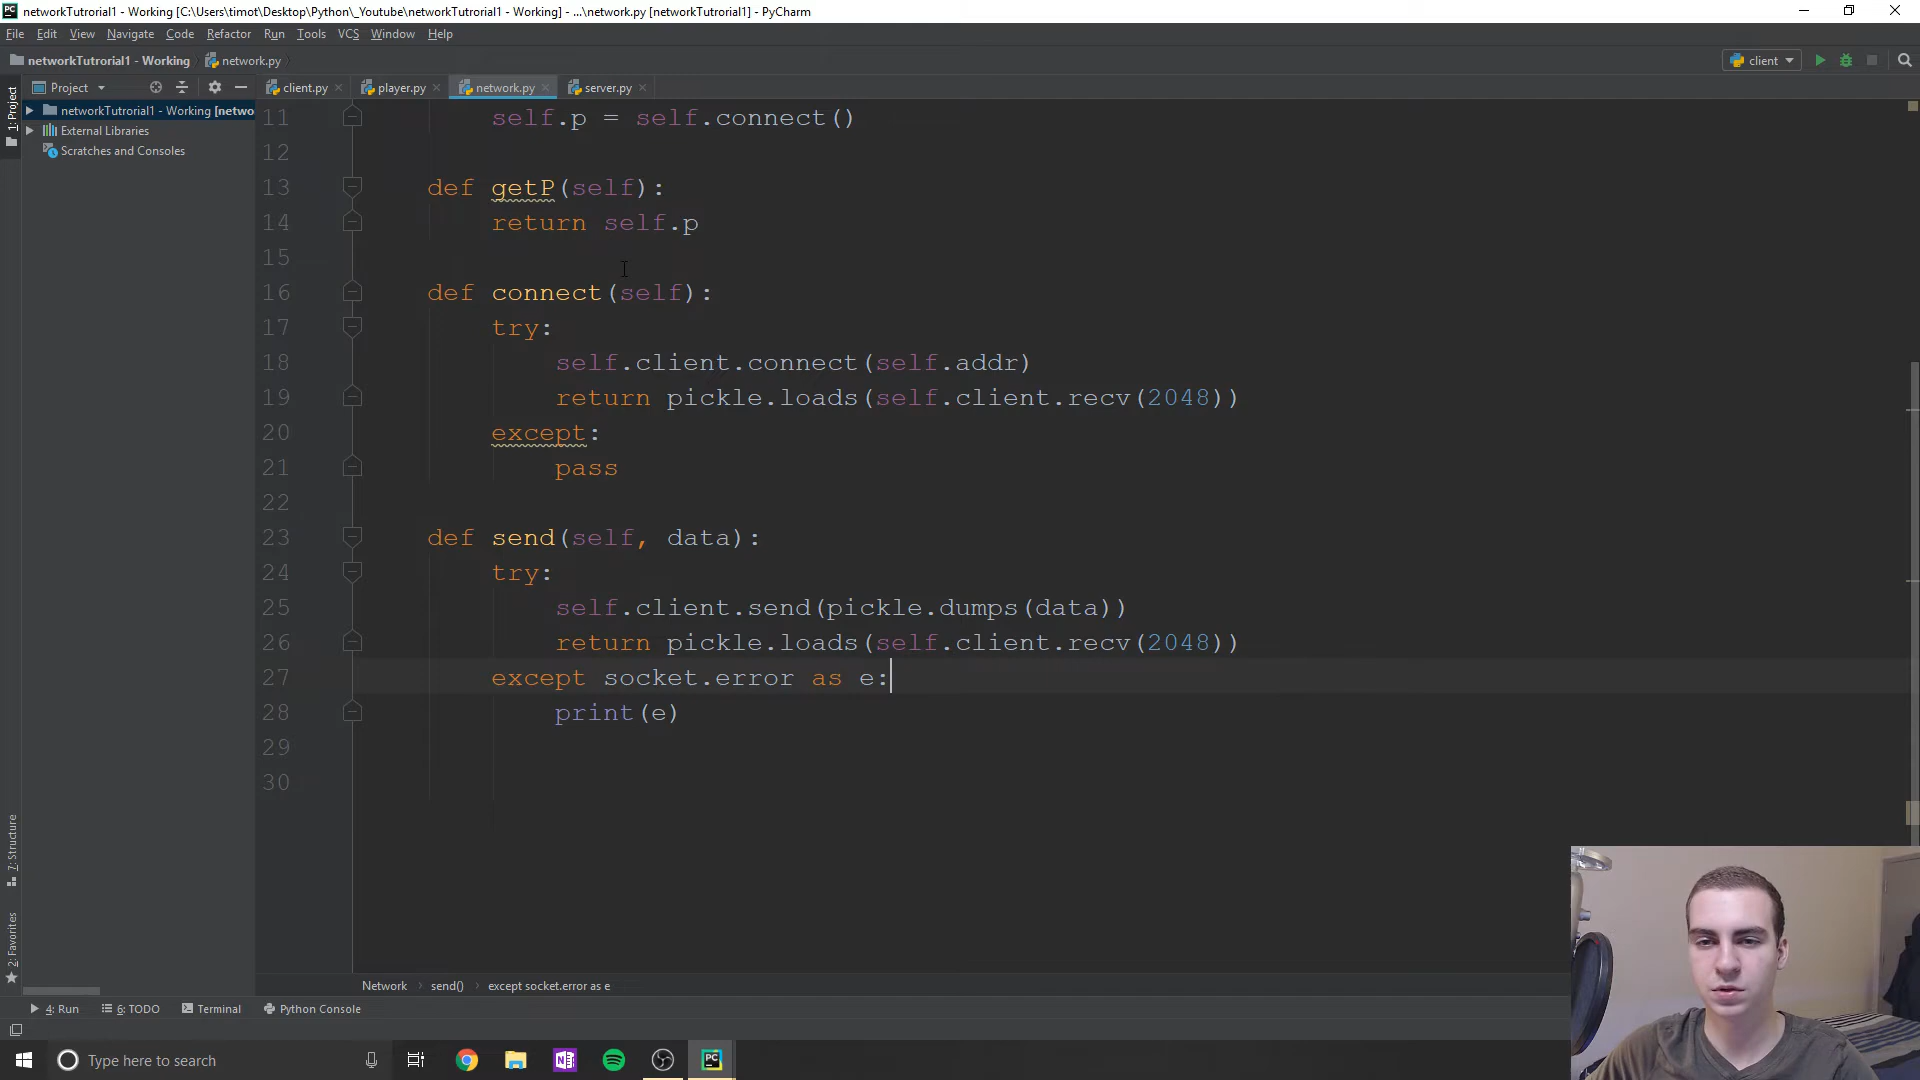 networkTutrorial1 - Working [C:\Users\timot\Desktop\Python\_Youtube\networkTutrorial1 - Working] - ...\network.py [networkTutrorial1] - PyCharm
File Edit View Navigate Code Refactor Run Tools VCS Window Help
networkTutrorial1 - Working network.py client
Project client.py player.py network.py server.py
1: Project
networkTutrorial1 - Working [netwo
External Libraries
Scratches and Consoles
11 self.p = self.connect()
12
13 def getP(self):
14 return self.p
15
16 def connect(self):
17 try:
18 self.client.connect(self.addr)
19 return pickle.loads(self.client.recv(2048))
20 except:
21 pass
22
23 def send(self, data):
24 try:
25 self.client.send(pickle.dumps(data))
26 return pickle.loads(self.client.recv(2048))
27 except socket.error as e:
28 print(e)
29
30
7: Structure
2: Favorites
Network send() except socket.error as e
4: Run 6: TODO Terminal Python Console
Type here to search